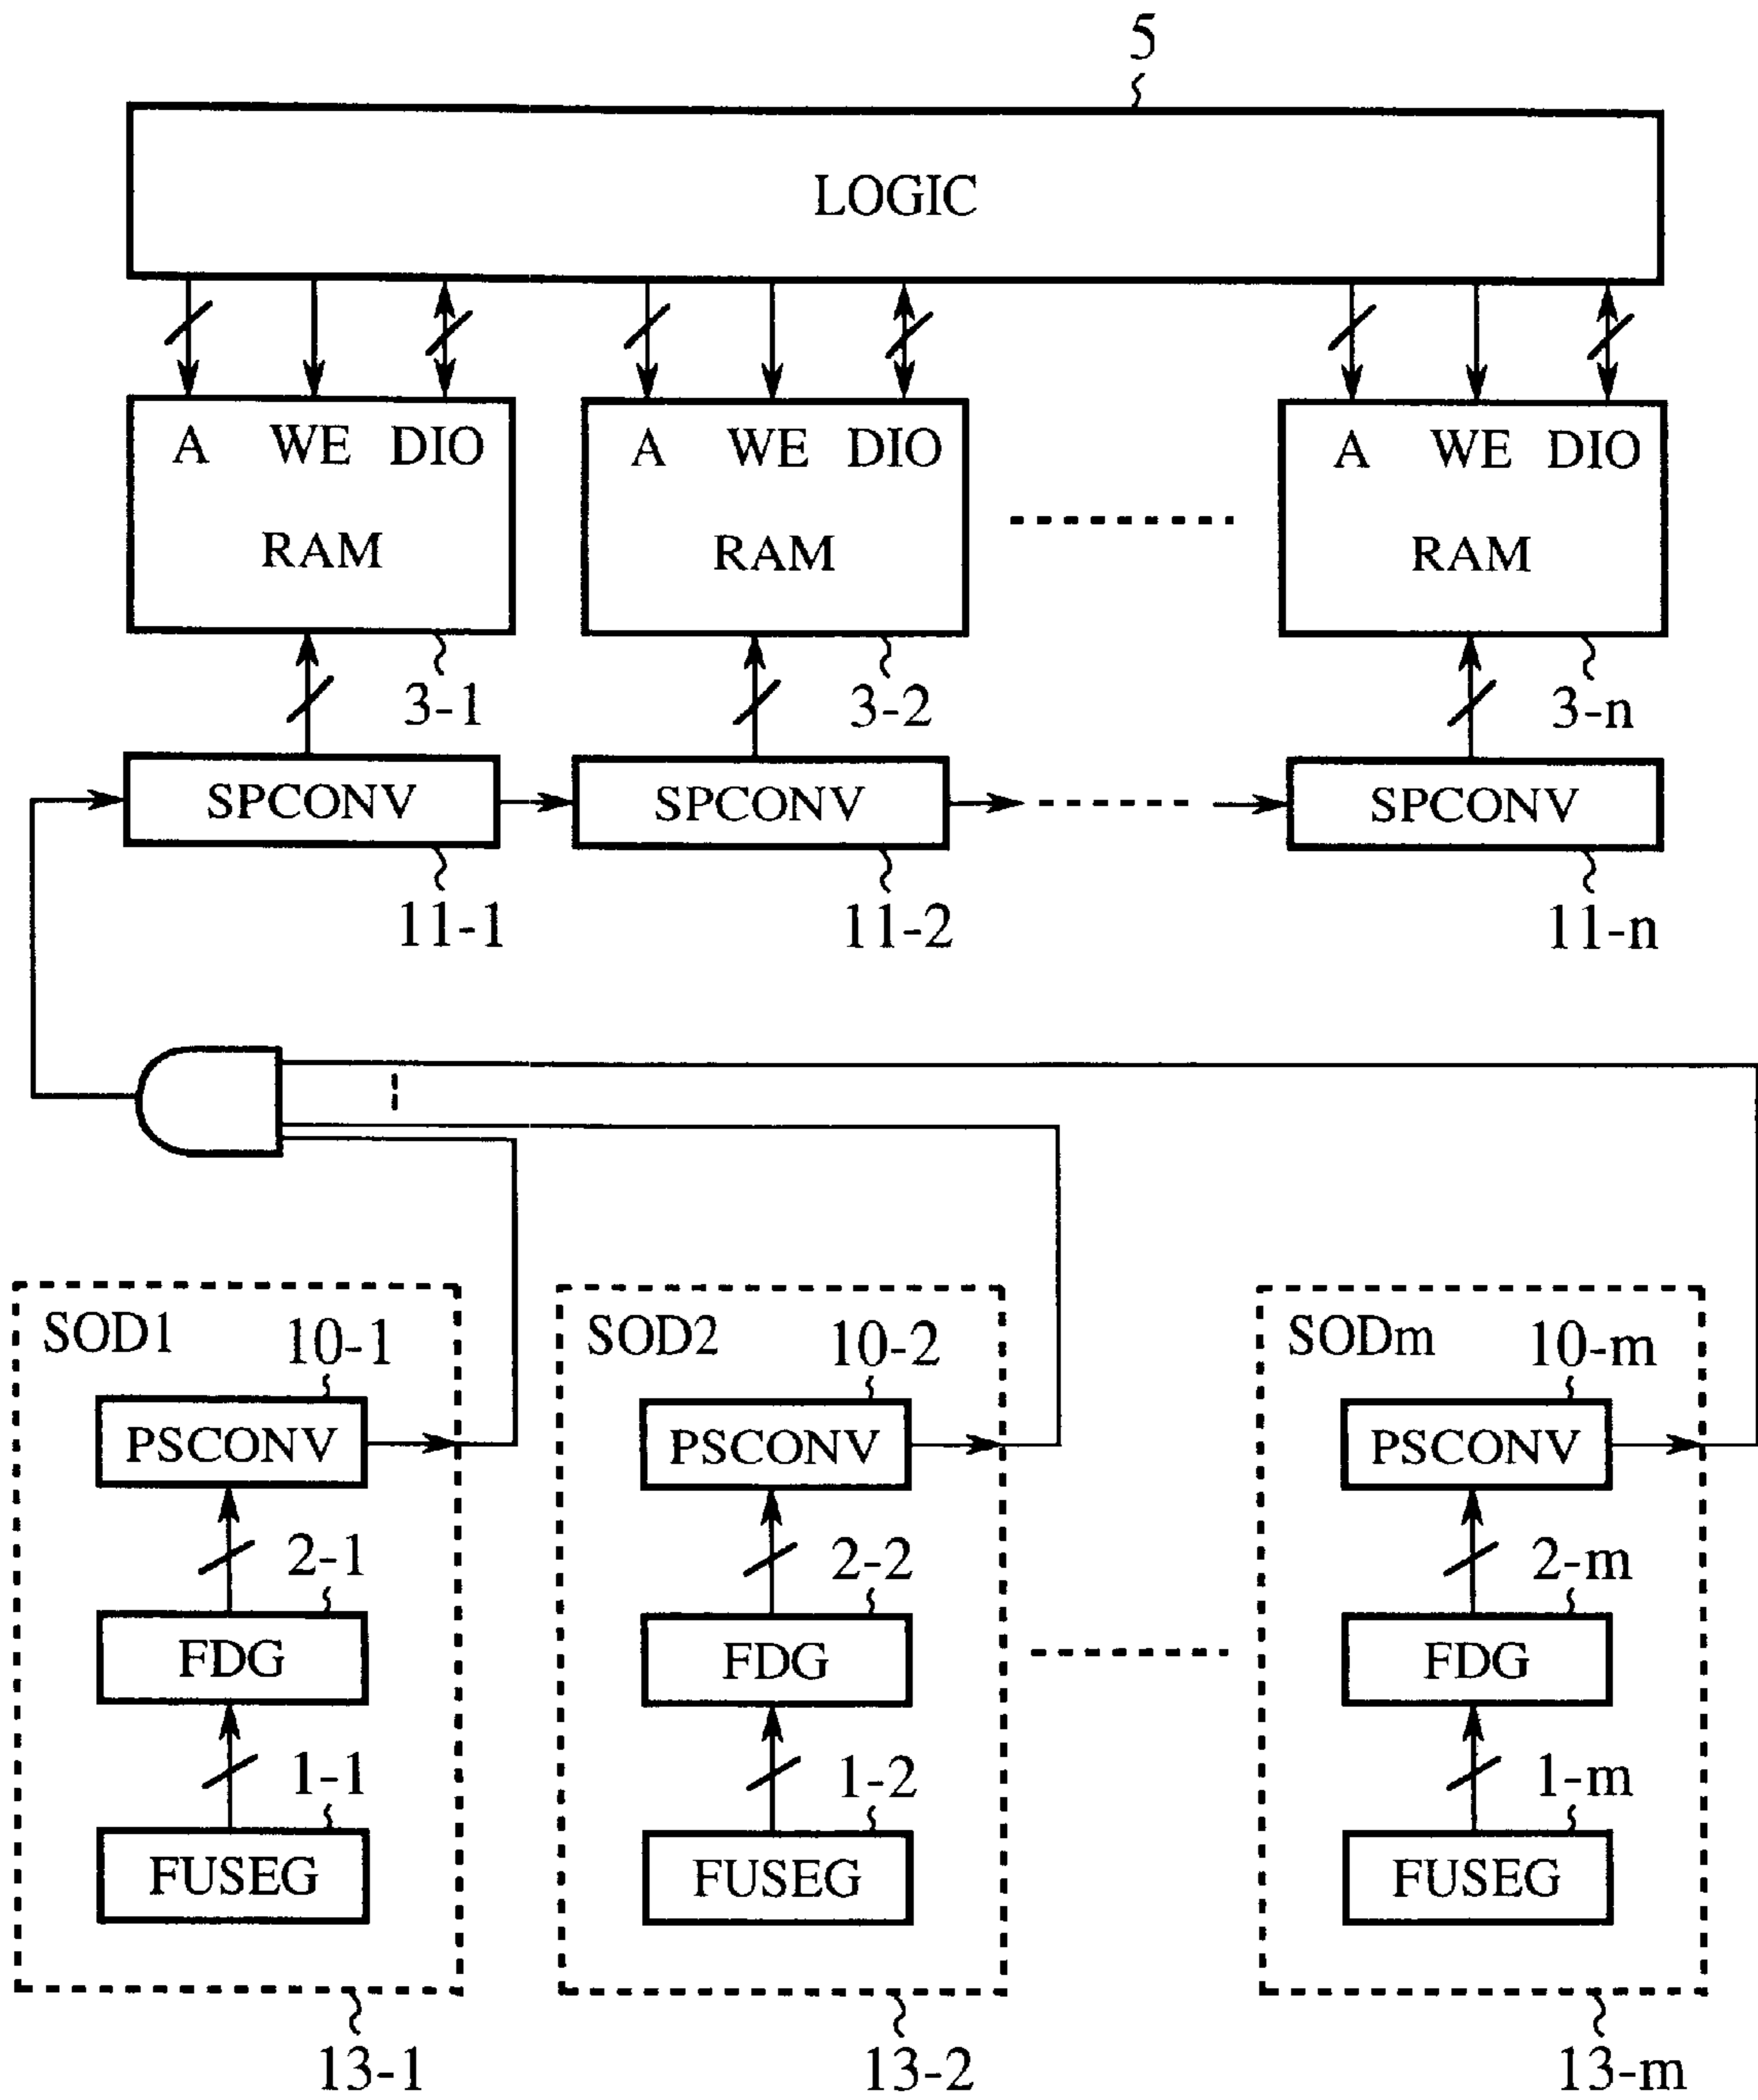 5
LOGIC
A WE DIO A WE DIO A WE DIO
RAM RAM RAM
3-1 3-2 3-n
SPCONV SPCONV SPCONV
11-1 11-2 11-n
SOD1 SOD2 SODm
10-1 10-2 10-m
PSCONV PSCONV PSCONV
2-1 2-2 2-m
FDG FDG FDG
1-1 1-2 1-m
FUSEG FUSEG FUSEG
13-1 13-2 13-m